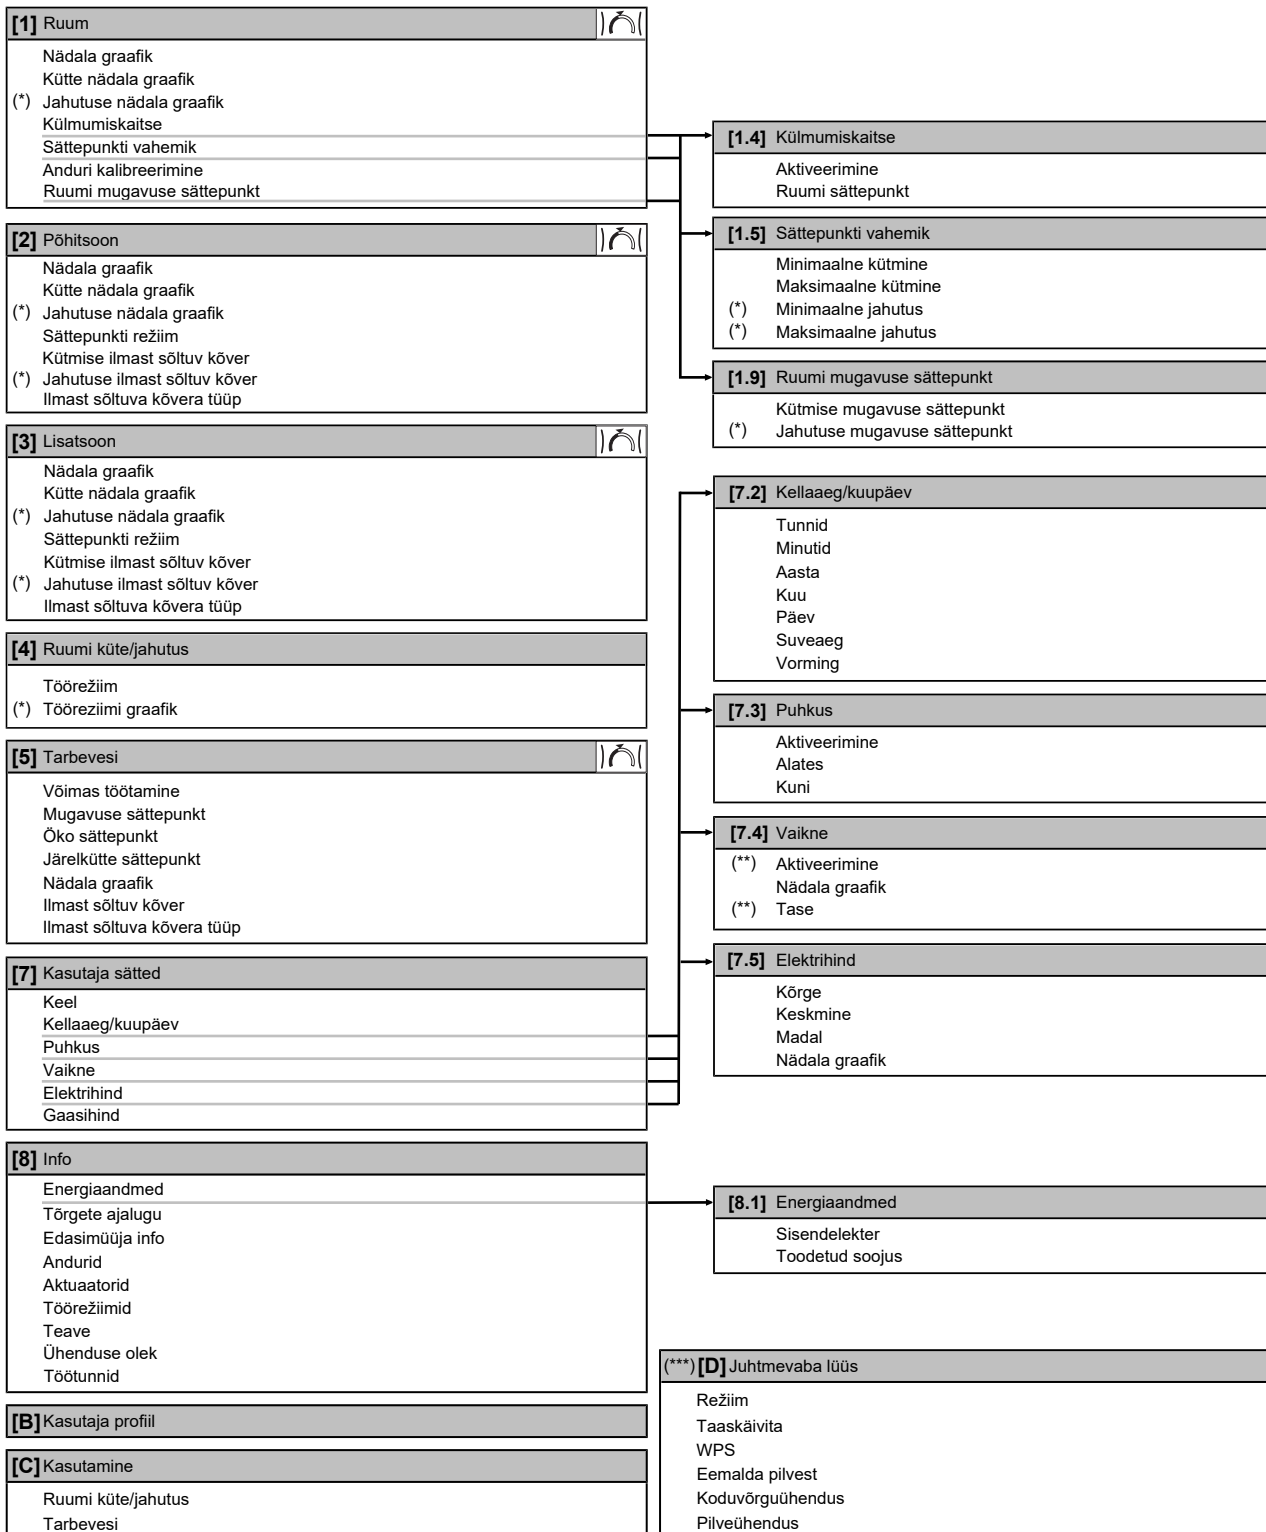 [1] Ruum
Nädala graafik
Kütte nädala graafik
(*) Jahutuse nädala graafik
Külmumiskaitse
Sättepunkti vahemik
Anduri kalibreerimine
Ruumi mugavuse sättepunkt
[2] Põhitsoon
Nädala graafik
Kütte nädala graafik
(*) Jahutuse nädala graafik
Sättepunkti režiim
Kütmise ilmast sõltuv kõver
(*) Jahutuse ilmast sõltuv kõver
Ilmast sõltuva kõvera tüüp
[3] Lisatsoon
Nädala graafik
Kütte nädala graafik
(*) Jahutuse nädala graafik
Sättepunkti režiim
Kütmise ilmast sõltuv kõver
(*) Jahutuse ilmast sõltuv kõver
Ilmast sõltuva kõvera tüüp
[4] Ruumi küte/jahutus
Töörežiim
(*) Tööreziimi graafik
[5] Tarbevesi
Võimas töötamine
Mugavuse sättepunkt
Öko sättepunkt
Järelkütte sättepunkt
Nädala graafik
Ilmast sõltuv kõver
Ilmast sõltuva kõvera tüüp
[7] Kasutaja sätted
Keel
Kellaaeg/kuupäev
Puhkus
Vaikne
Elektrihind
Gaasihind
[8] Info
Energiaandmed
Tõrgete ajalugu
Edasimüüja info
Andurid
Aktuaatorid
Töörežiimid
Teave
Ühenduse olek
Töötunnid
[B] Kasutaja profiil
[C] Kasutamine
Ruumi küte/jahutus
Tarbevesi
[1.4] Külmumiskaitse
Aktiveerimine
Ruumi sättepunkt
[1.5] Sättepunkti vahemik
Minimaalne kütmine
Maksimaalne kütmine
(*) Minimaalne jahutus
(*) Maksimaalne jahutus
[1.9] Ruumi mugavuse sättepunkt
Kütmise mugavuse sättepunkt
(*) Jahutuse mugavuse sättepunkt
[7.2] Kellaaeg/kuupäev
Tunnid
Minutid
Aasta
Kuu
Päev
Suveaeg
Vorming
[7.3] Puhkus
Aktiveerimine
Alates
Kuni
[7.4] Vaikne
(**) Aktiveerimine
Nädala graafik
(**) Tase
[7.5] Elektrihind
Kõrge
Keskmine
Madal
Nädala graafik
[8.1] Energiaandmed
Sisendelekter
Toodetud soojus
(***) [D] Juhtmevaba lüüs
Režiim
Taaskäivita
WPS
Eemalda pilvest
Koduvõrguühendus
Pilveühendus